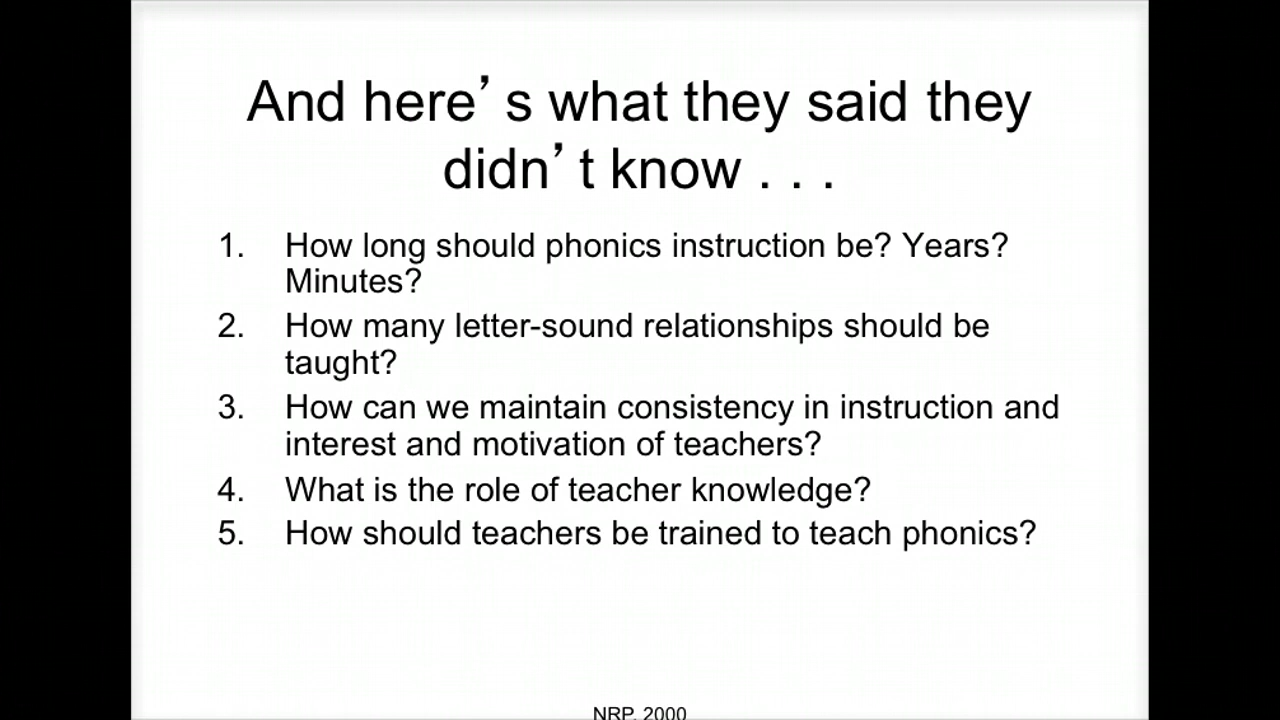 And here’s what they said they
didn’t know . . .
1. How long should phonics instruction be? Years?
Minutes?
2. How many letter-sound relationships should be
taught?
3. How can we maintain consistency in instruction and
interest and motivation of teachers?
4. What is the role of teacher knowledge?
5. How should teachers be trained to teach phonics?
NRP, 2000